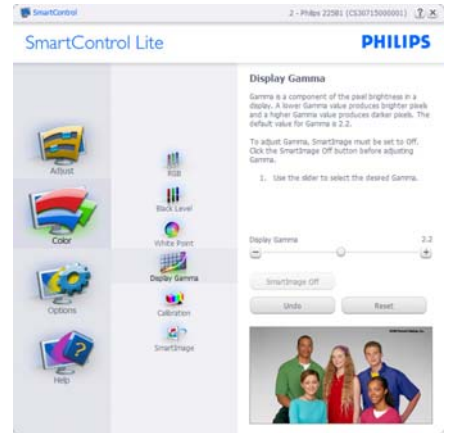 SmartControl
2 - Philips 225B1 (CS30715000001)
SmartControl Lite
PHILIPS
Adjust
Color
Options
Help
RGB
Black Level
White Point
Display Gamma
Calibration
SmartImage
Display Gamma
Gamma is a component of the pixel brightness in a
display. A lower Gamma value produces brighter pixels
and a higher Gamma value produces darker pixels. The
default value for Gamma is 2.2.
To adjust Gamma, SmartImage must be set to Off.
Click the SmartImage Off button before adjusting
Gamma.
1. Use the slider to select the desired Gamma.
Display Gamma 2.2
SmartImage Off
Undo
Reset